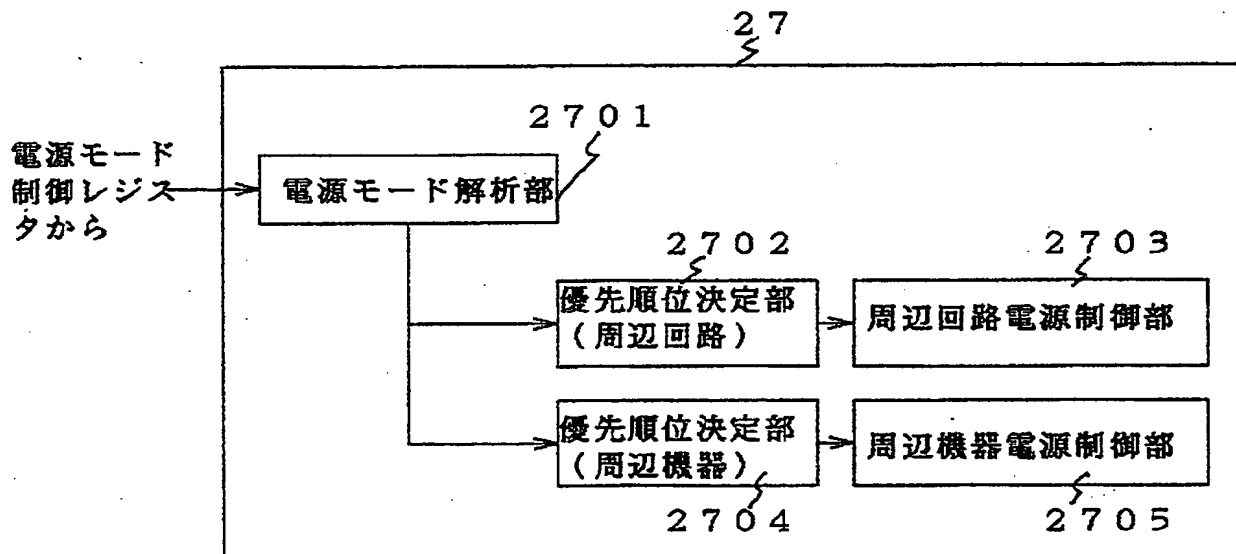 27
2701
電源モード
制御レジス
タから
電源モード解析部
2702
2703
優先順位決定部
(周辺回路)
周辺回路電源制御部
優先順位決定部
(周辺機器)
周辺機器電源制御部
2704
2705